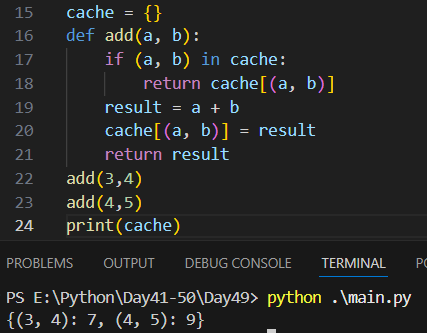 15 cache = {}
16 def add(a, b):
17     if (a, b) in cache:
18         return cache[(a, b)]
19     result = a + b
20     cache[(a, b)] = result
21     return result
22 add(3,4)
23 add(4,5)
24 print(cache)
PROBLEMS OUTPUT DEBUG CONSOLE TERMINAL
PS E:\Python\Day41-50\Day49> python .\main.py
{(3, 4): 7, (4, 5): 9}